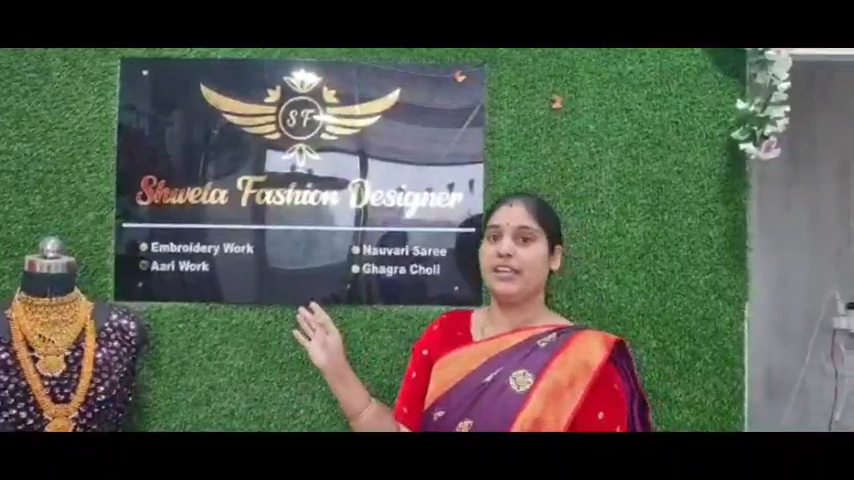 SF
Shweta Fashion Designer
Embroidery Work
Nauvari Saree
Aari Work
Ghagra Choli